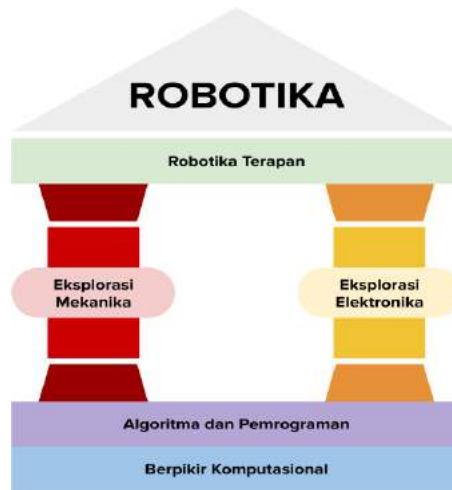 ROBOTIKA
Robotika Terapan
Eksplorasi
Mekanika
Eksplorasi
Elektronika
Algoritma dan Pemrograman
Berpikir Komputasional